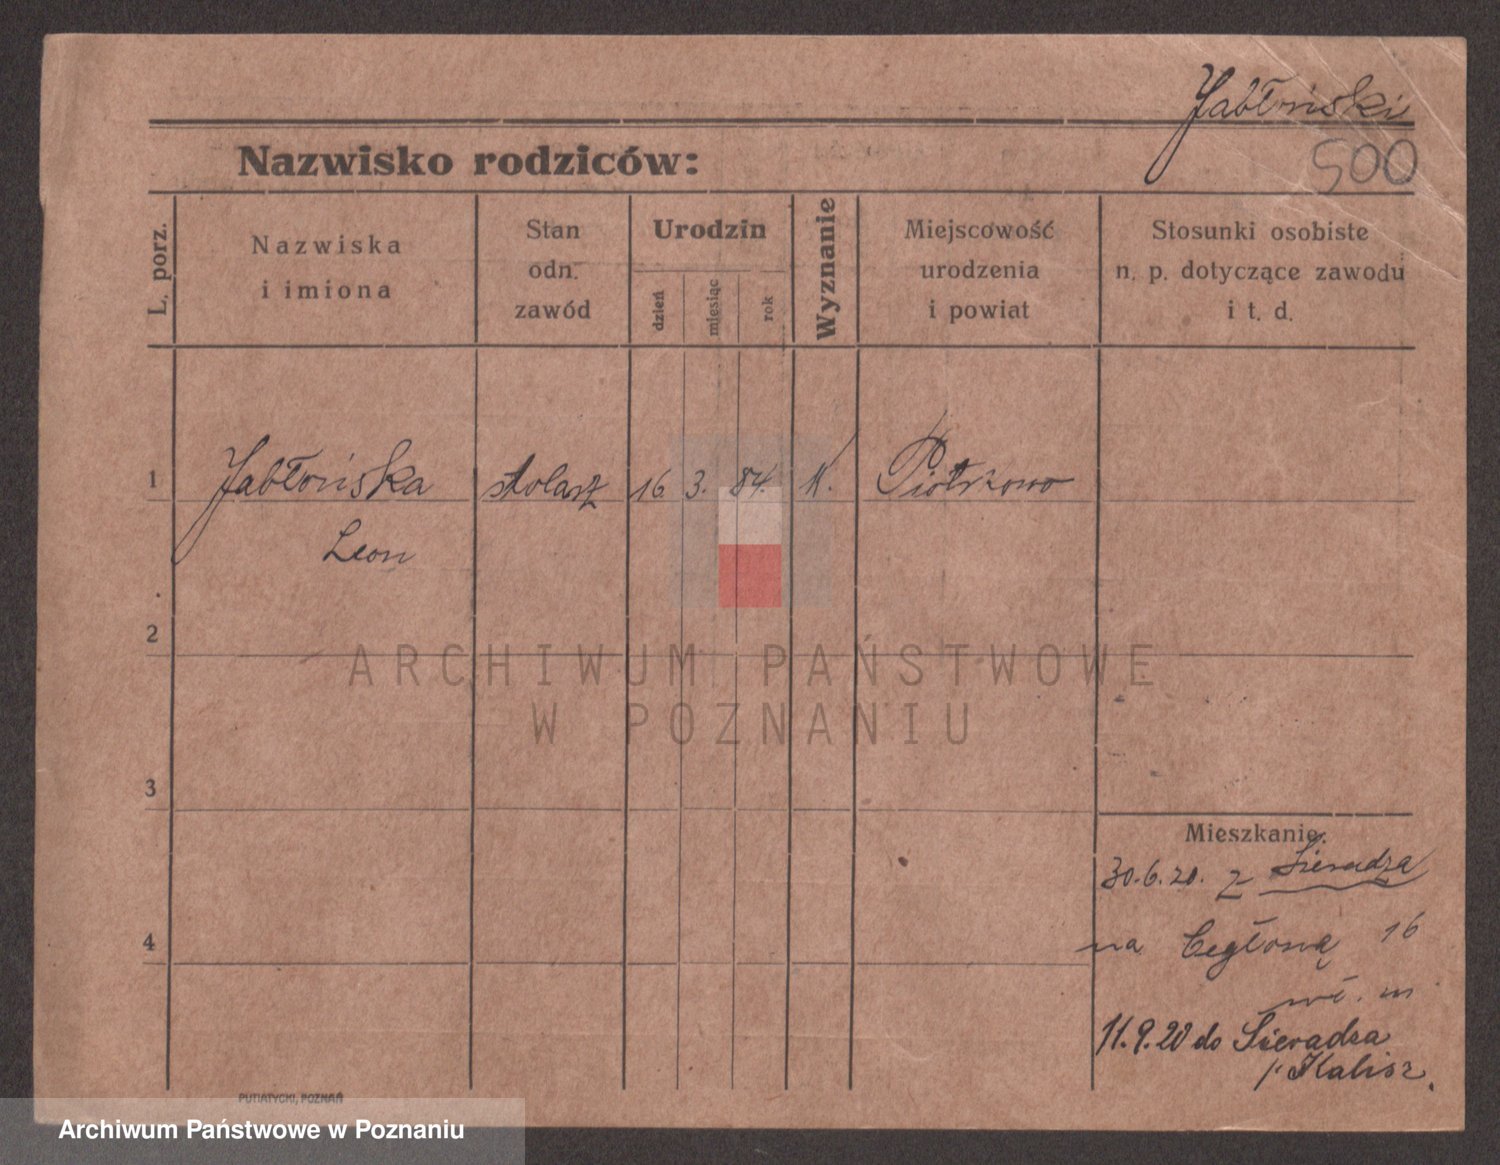 Jabłoński
500
Nazwisko rodziców:
L. porz.
Nazwiska
i imiona
Stan
odn.
zawód
Urodzin
dzień
miesiąc
rok
Wyznanie
Miejscowość
urodzenia
i powiat
Stosunki osobiste
n. p. dotyczące zawodu
i t. d.
1
Jabłońska
stolarz
16
3.
84.
Piotrkowo
Leon
2
ARCHIWUM PAŃSTWOWE
W POZNANIU
3
Mieszkanie:
30.6.20. z Sieradza
4
na Cegłoną 16
11.9.20 do Sieradza
Kalisz.
PUTIATYCKI, POZNAŃ
Archiwum Państwowe w Poznaniu